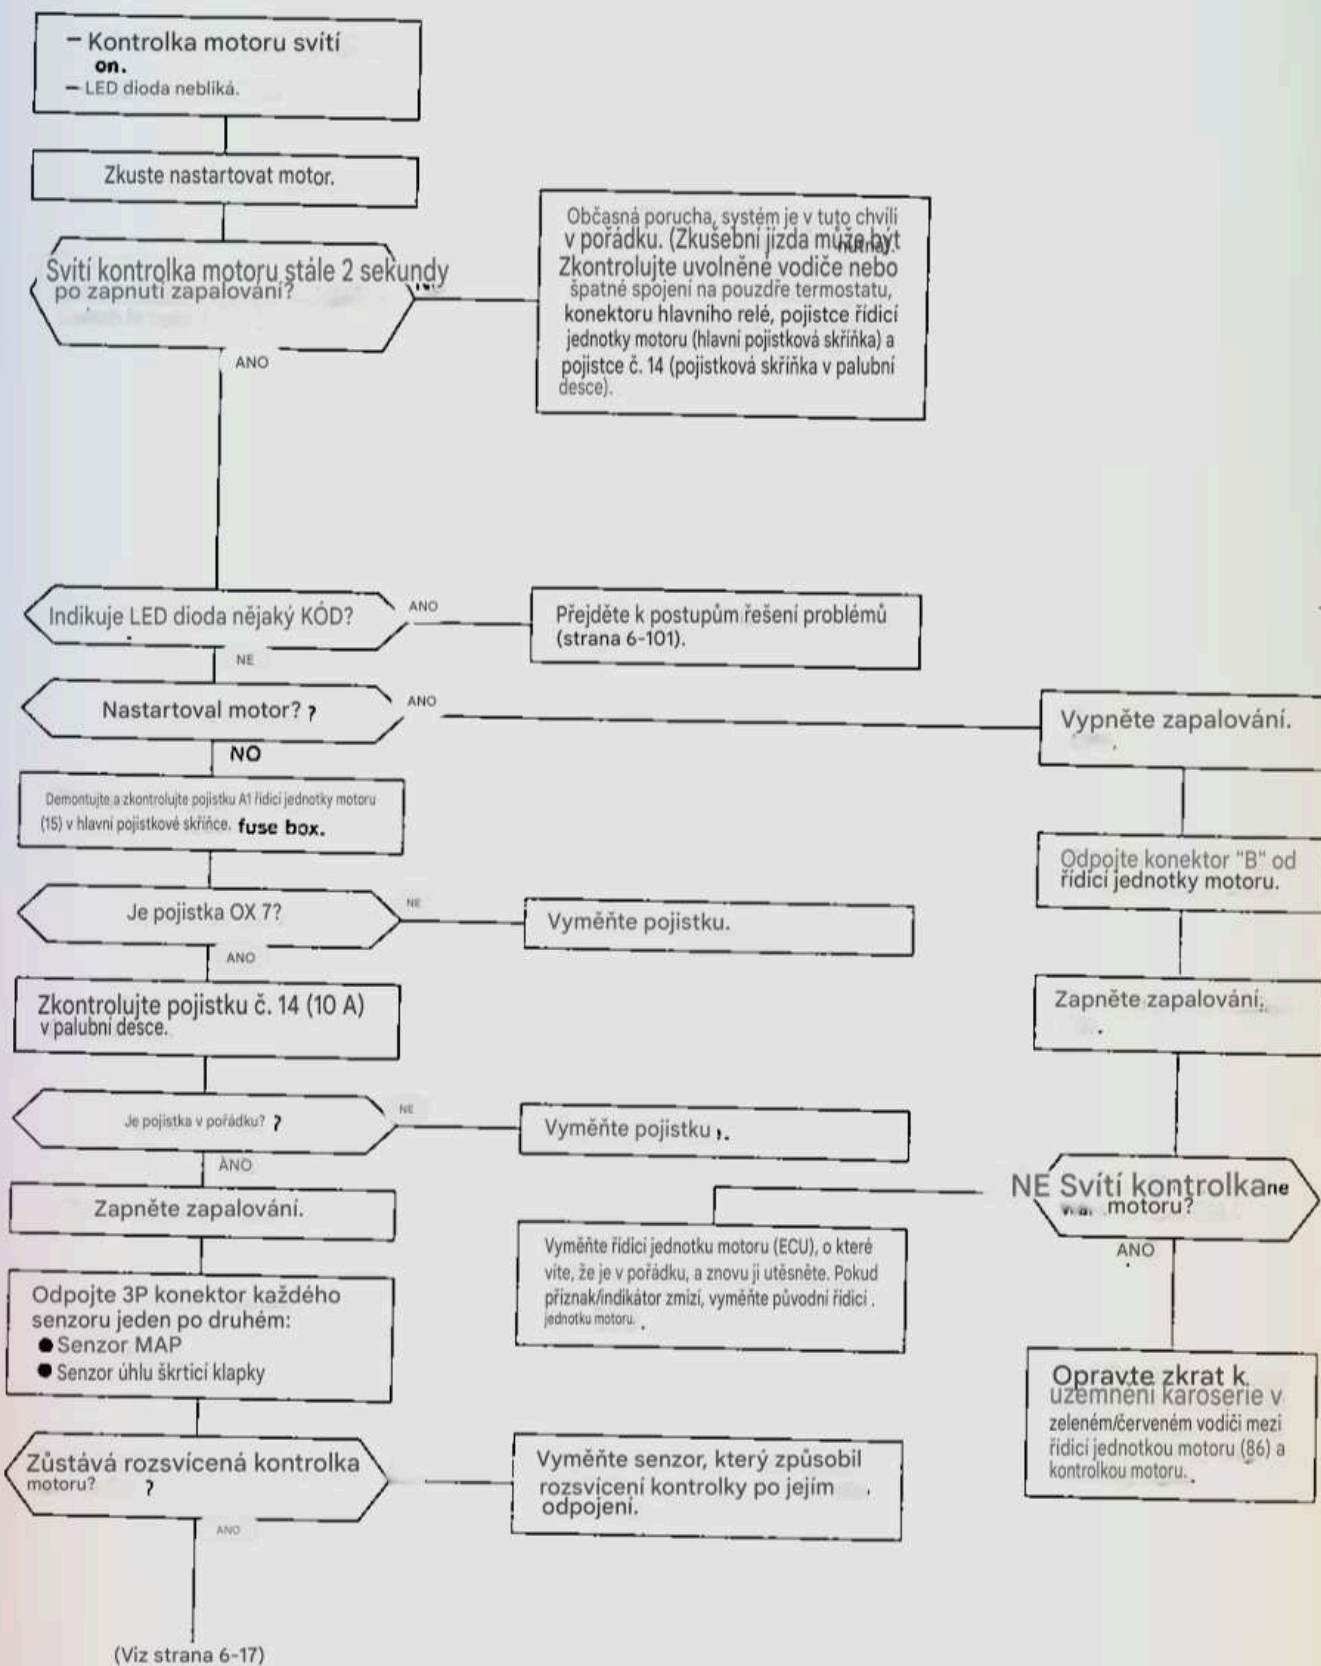 – Kontrolka motoru svítí
on.
– LED dioda nebliká.
Zkuste nastartovat motor.
Svítí kontrolka motoru stále 2 sekundy
po zapnutí zapalování?
ANO
Občasná porucha, systém je v tuto chvíli
v pořádku. (Zkušební jízda může být
Zkontrolujte uvolněné vodiče nebo
špatné spojení na pouzdře termostatu,
konektoru hlavního relé, pojistce řídicí
jednotky motoru (hlavní pojistková skříňka) a
pojistce č. 14 (pojistková skříňka v palubní
desce).
Indikuje LED dioda nějaký KÓD?
ANO
Přejděte k postupům řešení problémů
(strana 6-101).
NE
Nastartoval motor? ?
ANO
NO
Demontujte a zkontrolujte pojistku A1 řídicí jednotky motoru
(15) v hlavní pojistkové skříňce. fuse box.
Je pojistka OX 7?
NE
Vyměňte pojistku.
ANO
Zkontrolujte pojistku č. 14 (10 A)
v palubní desce.
Je pojistka v pořádku? ?
NE
Vyměňte pojistku ,.
ANO
Zapněte zapalování.
Odpojte 3P konektor každého
senzoru jeden po druhém:
● Senzor MAP
● Senzor úhlu škrticí klapky
Zůstává rozsvícená kontrolka
motoru? ?
ANO
Vyměňte senzor, který způsobil
rozsvícení kontrolky po jejím
odpojení.
(Viz strana 6-17)
Vypněte zapalování.
Odpojte konektor "B" od
řídicí jednotky motoru.
Zapněte zapalování.
NE Svítí kontrolka ne
motoru?
ANO
Vyměňte řídicí jednotku motoru (ECU), o které
víte, že je v pořádku, a znovu ji utěsněte. Pokud
příznak/indikátor zmizí, vyměňte původní řídicí .
jednotku motoru. .
Opravte zkrat k
uzemnění karoserie v
zeleném/červeném vodiči mezi
řídicí jednotkou motoru (86) a
kontrolkou motoru. .